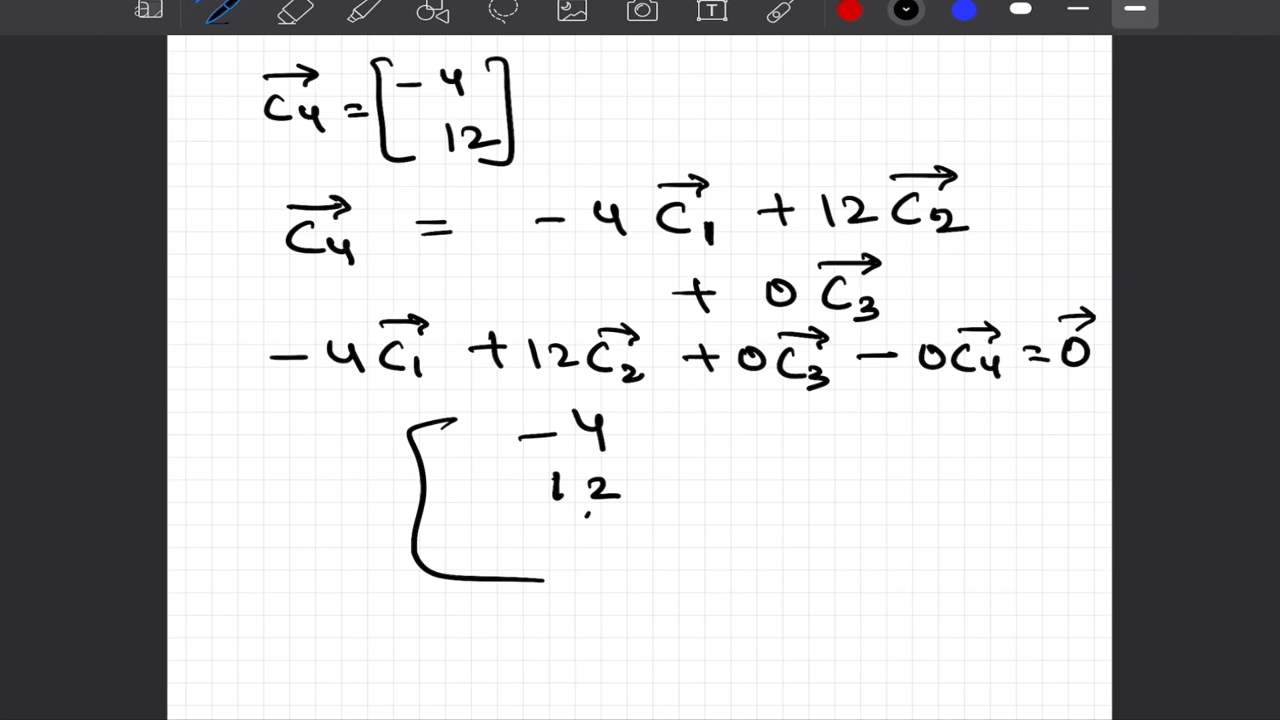 →C4 = [ -4
12 ]
→C4 = -4 →C1 + 12 →C2
+ 0 →C3
-4 →C1 + 12 →C2 + 0 →C3 - 0 →C4 = →0
[ -4
12